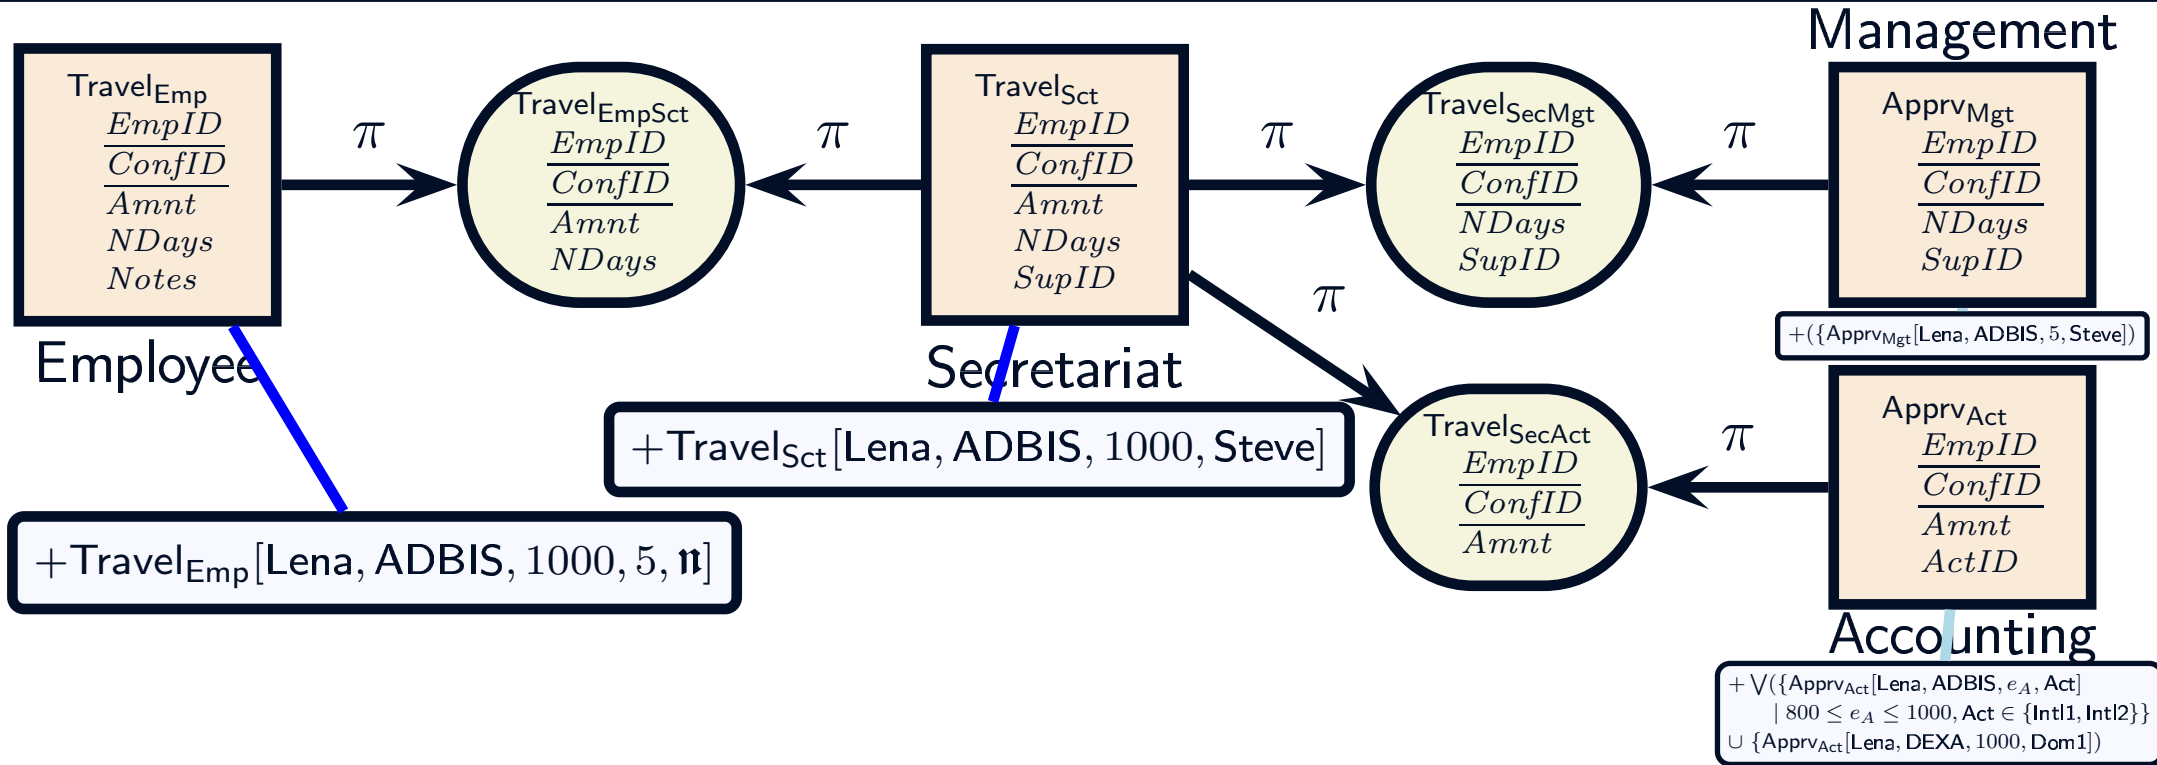 Management
Travel_Emp
EmpID
ConfID
Amnt
NDays
Notes
Employee
π
Travel_EmpSct
EmpID
ConfID
Amnt
NDays
π
Travel_Sct
EmpID
ConfID
Amnt
NDays
SupID
Secretariat
π
Travel_SecMgt
EmpID
ConfID
NDays
SupID
π
Apprv_Mgt
EmpID
ConfID
NDays
SupID
+({Apprv_Mgt[Lena, ADBIS, 5, Steve])
π
+Travel_Sct[Lena, ADBIS, 1000, Steve]
+Travel_Emp[Lena, ADBIS, 1000, 5, 𝖓]
Travel_SecAct
EmpID
ConfID
Amnt
π
Apprv_Act
EmpID
ConfID
Amnt
ActID
Accounting
+ ⋁({Apprv_Act[Lena, ADBIS, e_A, Act]
| 800 ≤ e_A ≤ 1000, Act ∈ {Intl1, Intl2}}
∪ {Apprv_Act[Lena, DEXA, 1000, Dom1])